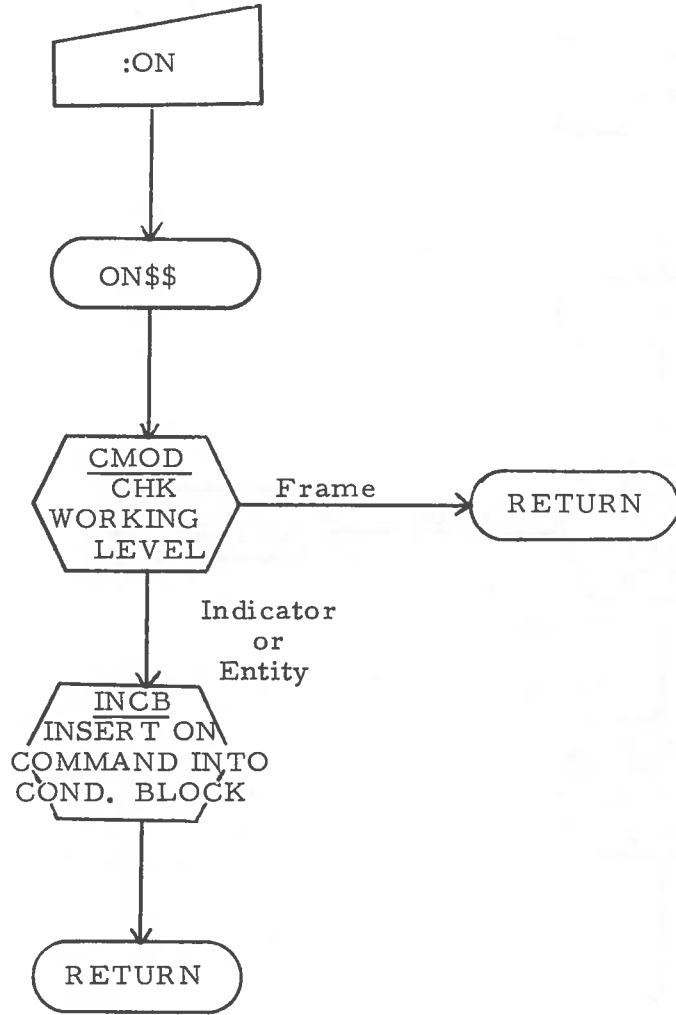 :ON
ON$$
CMOD
CHK
WORKING
LEVEL
Frame
RETURN
Indicator
or
Entity
INCB
INSERT ON
COMMAND INTO
COND. BLOCK
RETURN